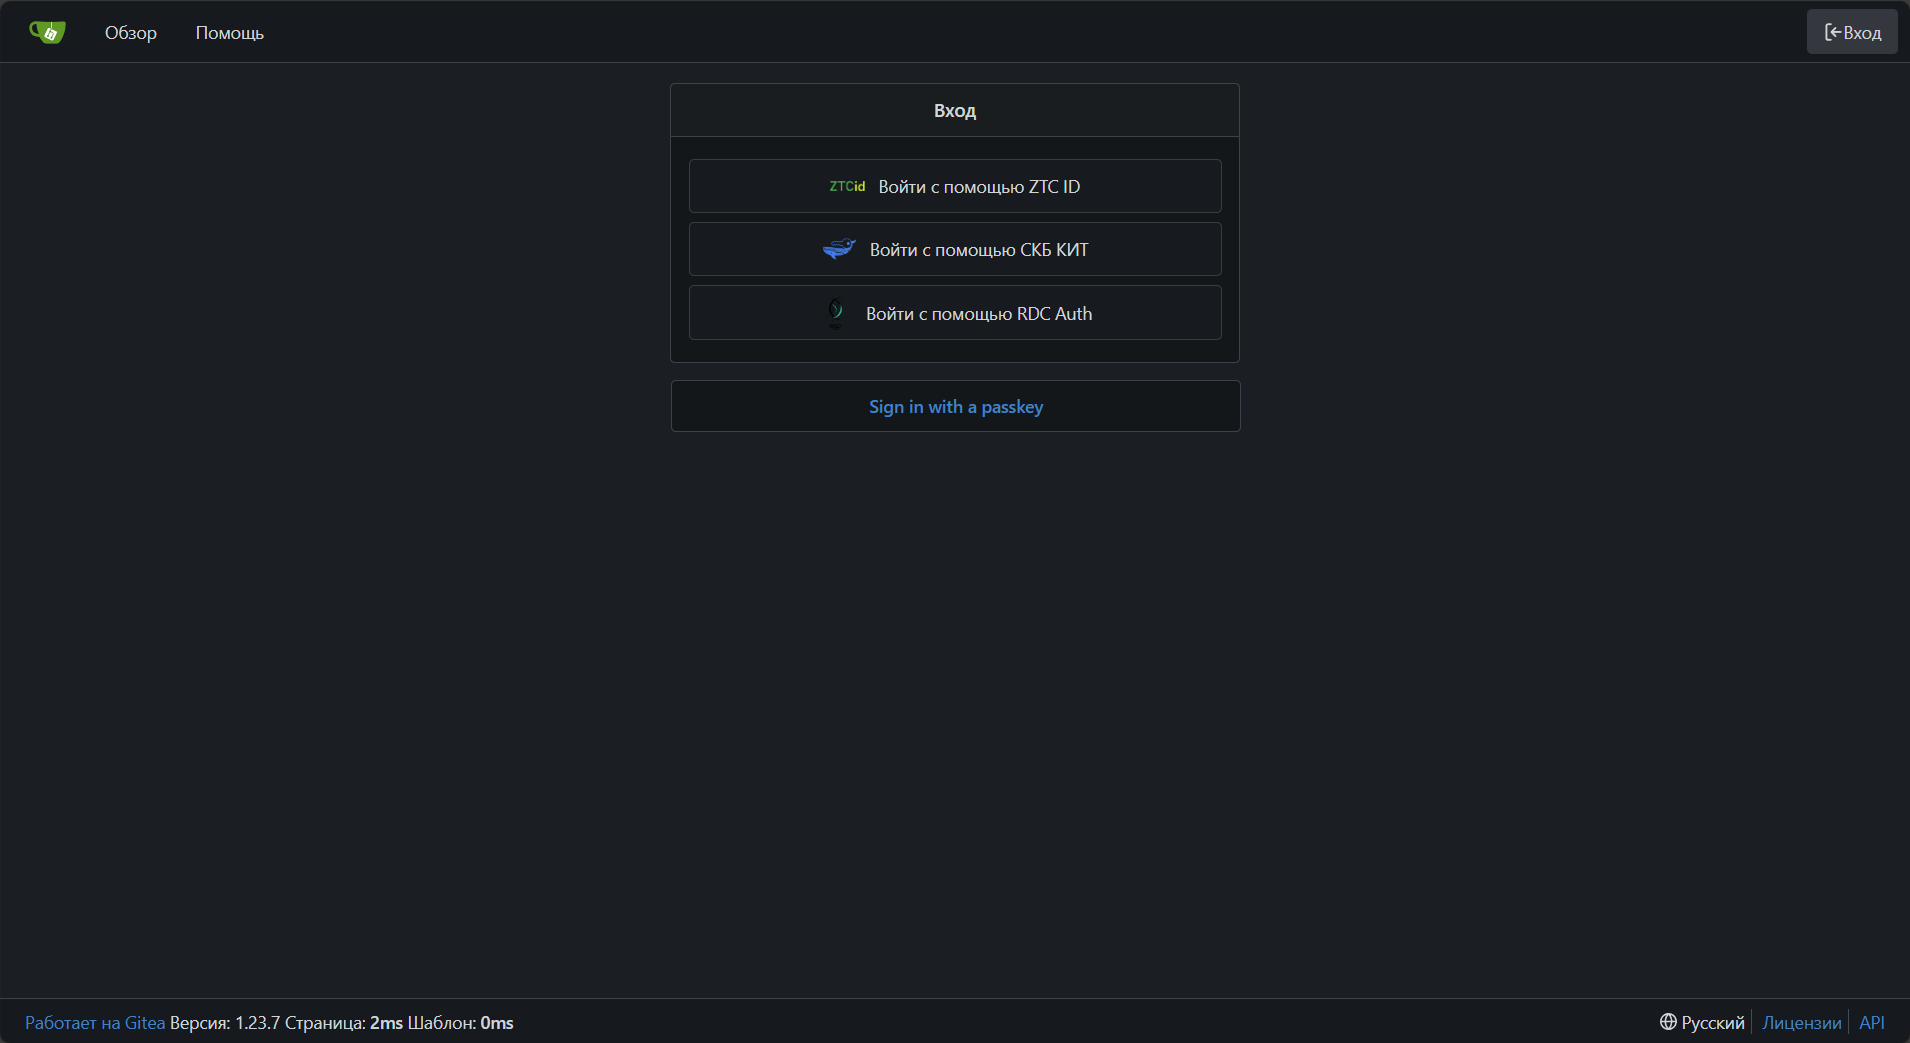 Обзор Помощь Вход
Вход
ZTCid Войти с помощью ZTC ID
Войти с помощью СКБ КИТ
Войти с помощью RDC Auth
Sign in with a passkey
Работает на Gitea Версия: 1.23.7 Страница: 2ms Шаблон: 0ms Русский Лицензии API